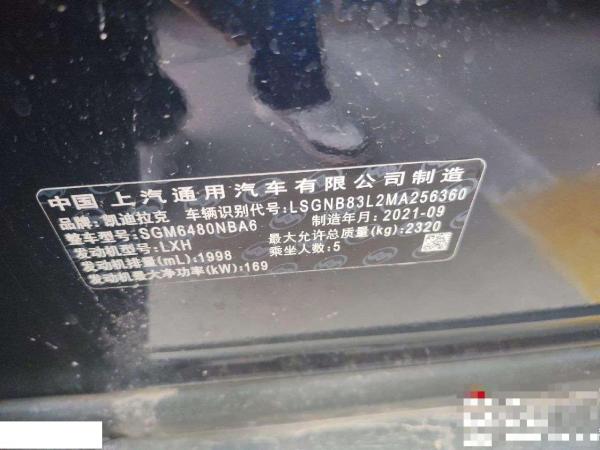 中国 上汽通用汽车有限公司制造
品牌:凯迪拉克 车辆识别代号:LSGNB83L2MA256360
整车型号:SGM6480NBA6 制造年月:2021-09
发动机型号:LXH 最大允许总质量(kg):2320
发动机排量(mL):1998 乘坐人数:5
发动机最大净功率(kW):169